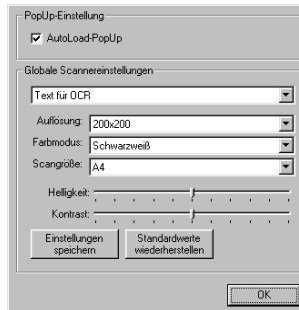 PopUp-Einstellung
AutoLoad-PopUp
Globale Scannereinstellungen
Text für OCR
Auflösung: 200x200
Farbmodus: Schwarzweiß
Scangröße: A4
Helligkeit:
Kontrast:
Einstellungen speichern
Standardwerte wiederherstellen
OK